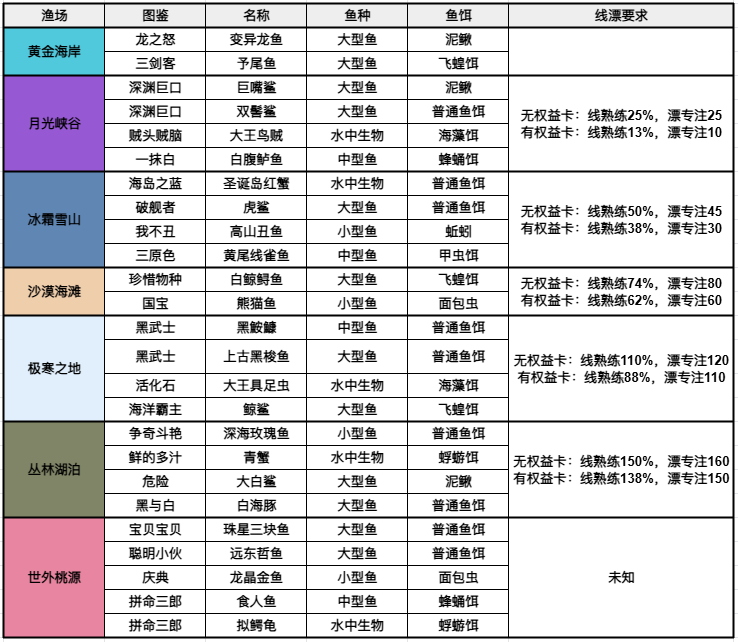 渔场 图鉴 名称 鱼种 鱼饵 线漂要求
黄金海岸
龙之怒 变异龙鱼 大型鱼 泥鳅
三剑客 予尾鱼 大型鱼 飞蝗饵
月光峡谷
深渊巨口 巨嘴鲨 大型鱼 泥鳅
深渊巨口 双髻鲨 大型鱼 普通鱼饵
贼头贼脑 大王鸟贼 水中生物 海藻饵
一抹白 白腹鲈鱼 中型鱼 蜂蛹饵
无权益卡：线熟练25%，漂专注25
有权益卡：线熟练13%，漂专注10
冰霜雪山
海岛之蓝 圣诞岛红蟹 水中生物 普通鱼饵
破舰者 虎鲨 大型鱼 普通鱼饵
我不丑 高山丑鱼 小型鱼 蚯蚓
三原色 黄尾线雀鱼 中型鱼 甲虫饵
无权益卡：线熟练50%，漂专注45
有权益卡：线熟练38%，漂专注30
沙漠海滩
珍惜物种 白鲸鲟鱼 大型鱼 飞蝗饵
国宝 熊猫鱼 小型鱼 面包虫
无权益卡：线熟练74%，漂专注80
有权益卡：线熟练62%，漂专注60
极寒之地
黑武士 黑鮟鱇 中型鱼 普通鱼饵
黑武士 上古黑梭鱼 大型鱼 普通鱼饵
活化石 大王具足虫 水中生物 海藻饵
海洋霸主 鲸鲨 大型鱼 飞蝗饵
无权益卡：线熟练110%，漂专注120
有权益卡：线熟练88%，漂专注110
丛林湖泊
争奇斗艳 深海玫瑰鱼 小型鱼 普通鱼饵
鲜的多汁 青蟹 水中生物 蜉蝣饵
危险 大白鲨 大型鱼 泥鳅
黑与白 白海豚 大型鱼 普通鱼饵
无权益卡：线熟练150%，漂专注160
有权益卡：线熟练138%，漂专注150
世外桃源
宝贝宝贝 珠星三块鱼 大型鱼 普通鱼饵
聪明小伙 远东哲鱼 大型鱼 普通鱼饵
庆典 龙晶金鱼 小型鱼 面包虫
拼命三郎 食人鱼 中型鱼 蜂蛹饵
拼命三郎 拟鳄龟 水中生物 蜉蝣饵
未知